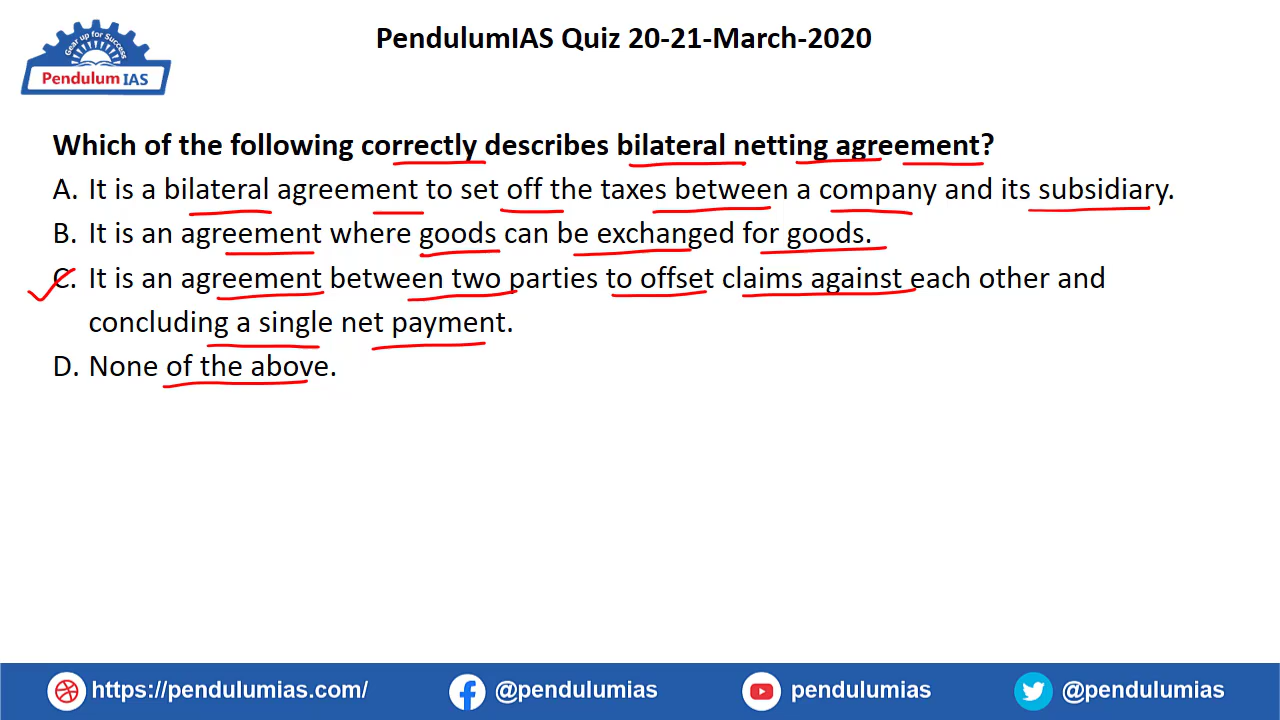 PendulumIAS Quiz 20-21-March-2020
Gear up for Success
Pendulum IAS
Which of the following correctly describes bilateral netting agreement?
A. It is a bilateral agreement to set off the taxes between a company and its subsidiary.
B. It is an agreement where goods can be exchanged for goods.
C. It is an agreement between two parties to offset claims against each other and
concluding a single net payment.
D. None of the above.
https://pendulumias.com/ @pendulumias pendulumias @pendulumias